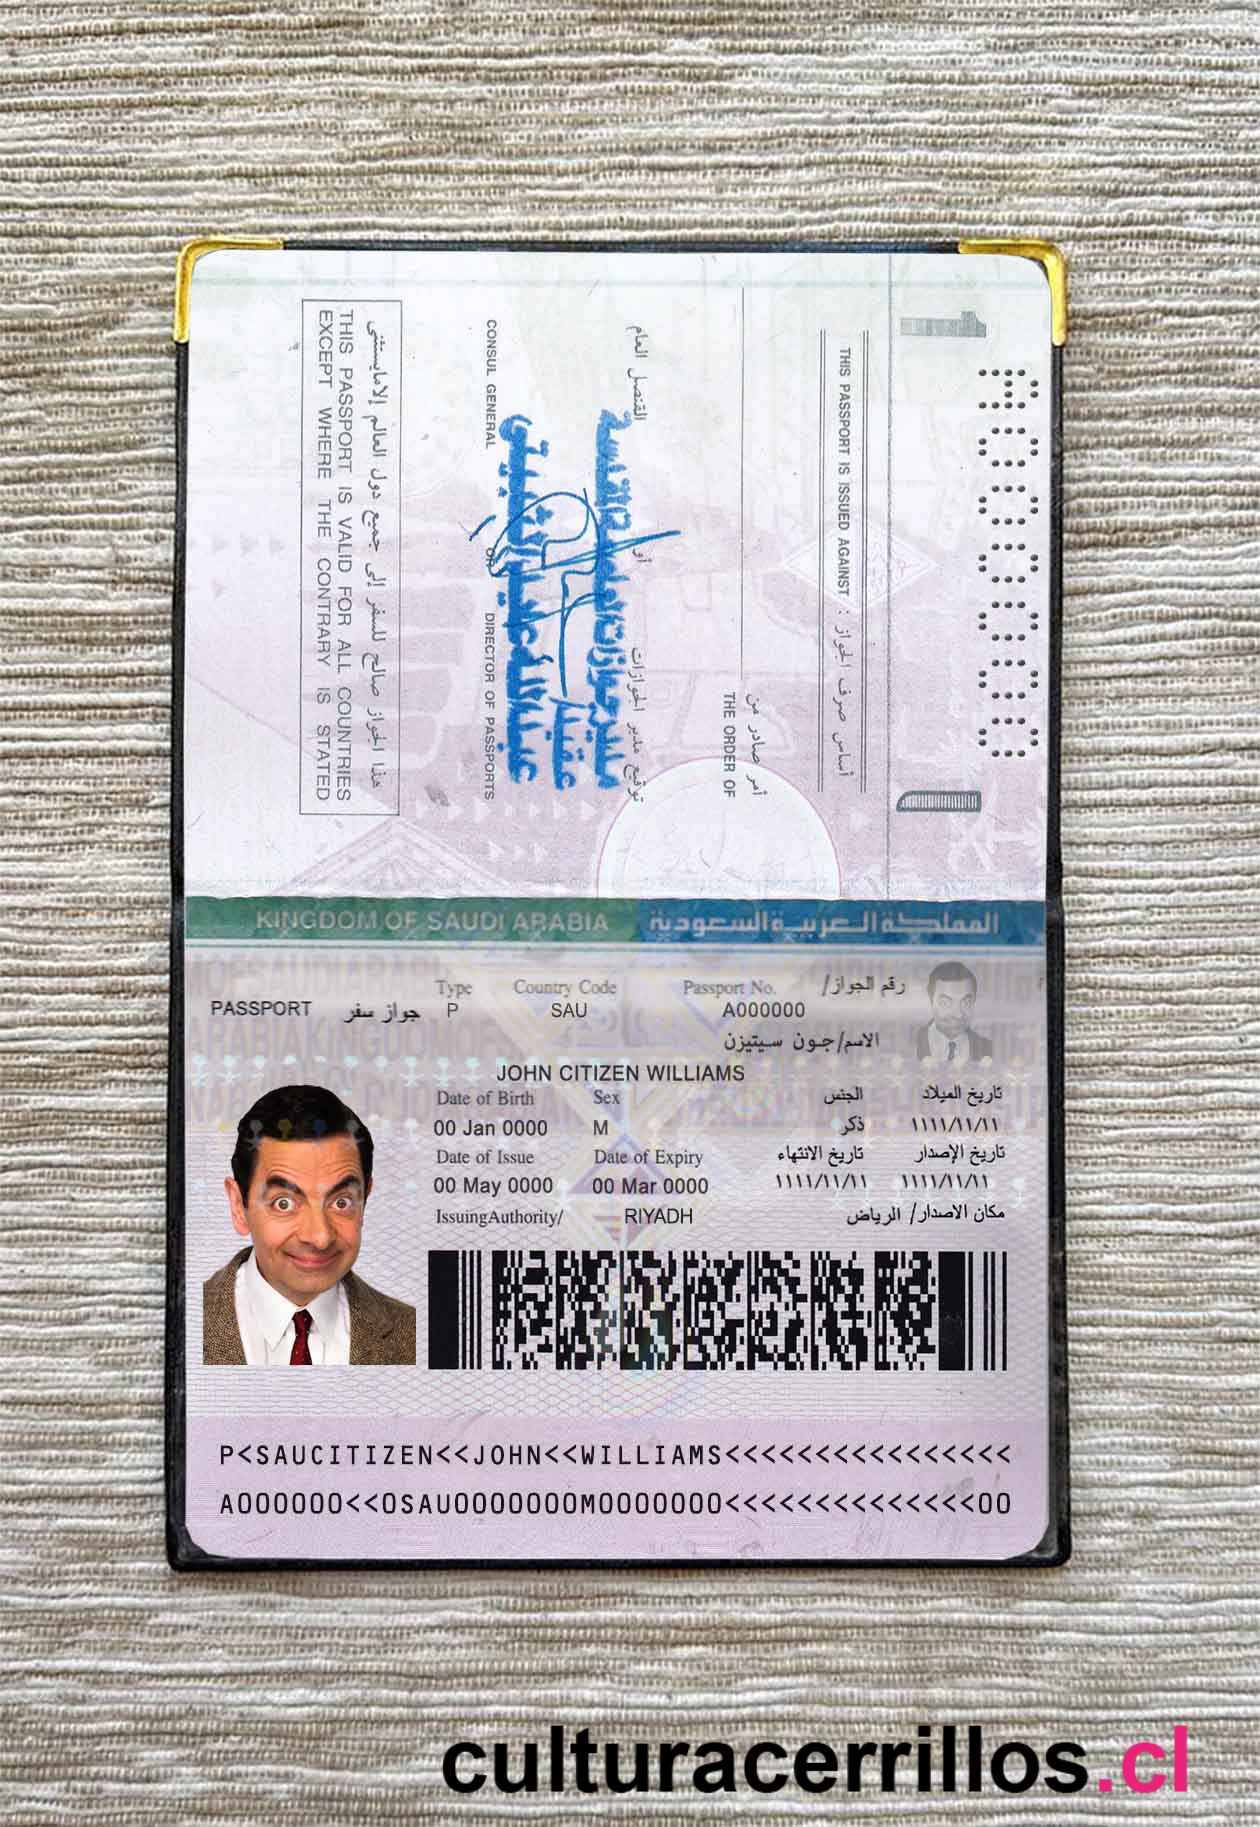 هذا الجواز صالح للسفر إلى جميع دول العالم إلا مايستثنى
THIS PASSPORT IS VALID FOR ALL COUNTRIES
EXCEPT WHERE THE CONTRARY IS STATED
القنصل العام أو توقيع مدير الجوازات
CONSUL GENERAL OR DIRECTOR OF PASSPORTS
أمر صادر من
THE ORDER OF
THIS PASSPORT IS ISSUED AGAINST : أساس صرف الجواز
KINGDOM OF SAUDI ARABIA المملكة العربية السعودية
Type Country Code Passport No. رقم الجواز/
PASSPORT جواز سفر P SAU A000000
الاسم/جون سيتيزن
JOHN CITIZEN WILLIAMS
Date of Birth Sex الجنس تاريخ الميلاد
00 Jan 0000 M ذكر ١١١١/١١/١١
Date of Issue Date of Expiry تاريخ الانتهاء تاريخ الإصدار
00 May 0000 00 Mar 0000 ١١١١/١١/١١ ١١١١/١١/١١
IssuingAuthority/ RIYADH مكان الاصدار/ الرياض
P<SAUCITIZEN<<JOHN<<WILLIAMS<<<<<<<<<<<<<<<<
A000000<<0SAU0000000M0000000<<<<<<<<<<<<<<00
culturacerrillos.cl